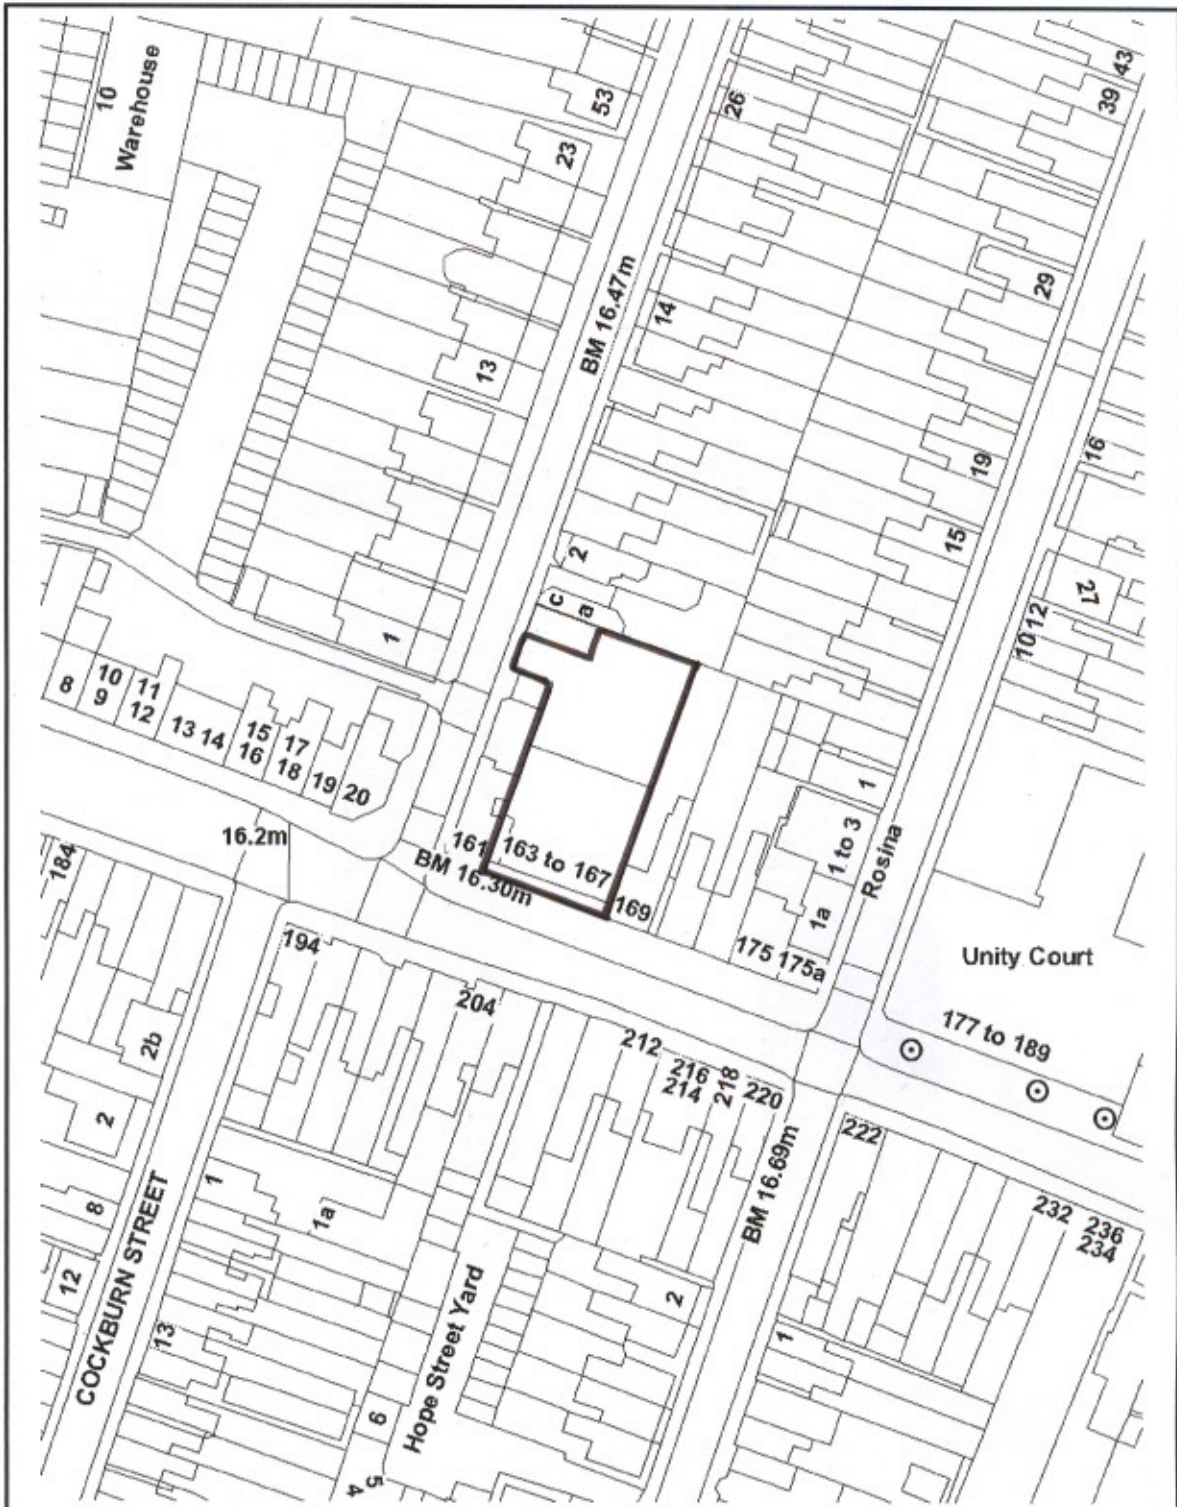 10
Warehouse
53
23
26
43
39
BM 16.47m
14
29
13
19
16
15
2
27
c
a
10 12
1
8
10
9
11
12
13 14
15
16
17
18
19
20
1
1 to 3
Rosina
16.2m
161
163 to 167
BM 16.30m
169
184
1a
175 175a
Unity Court
194
204
177 to 189
2b
212
216
214
218
220
222
2
BM 16.69m
8
1
1a
232 236
234
12
COCKBURN STREET
13
Hope Street Yard
2
1
9
5
4